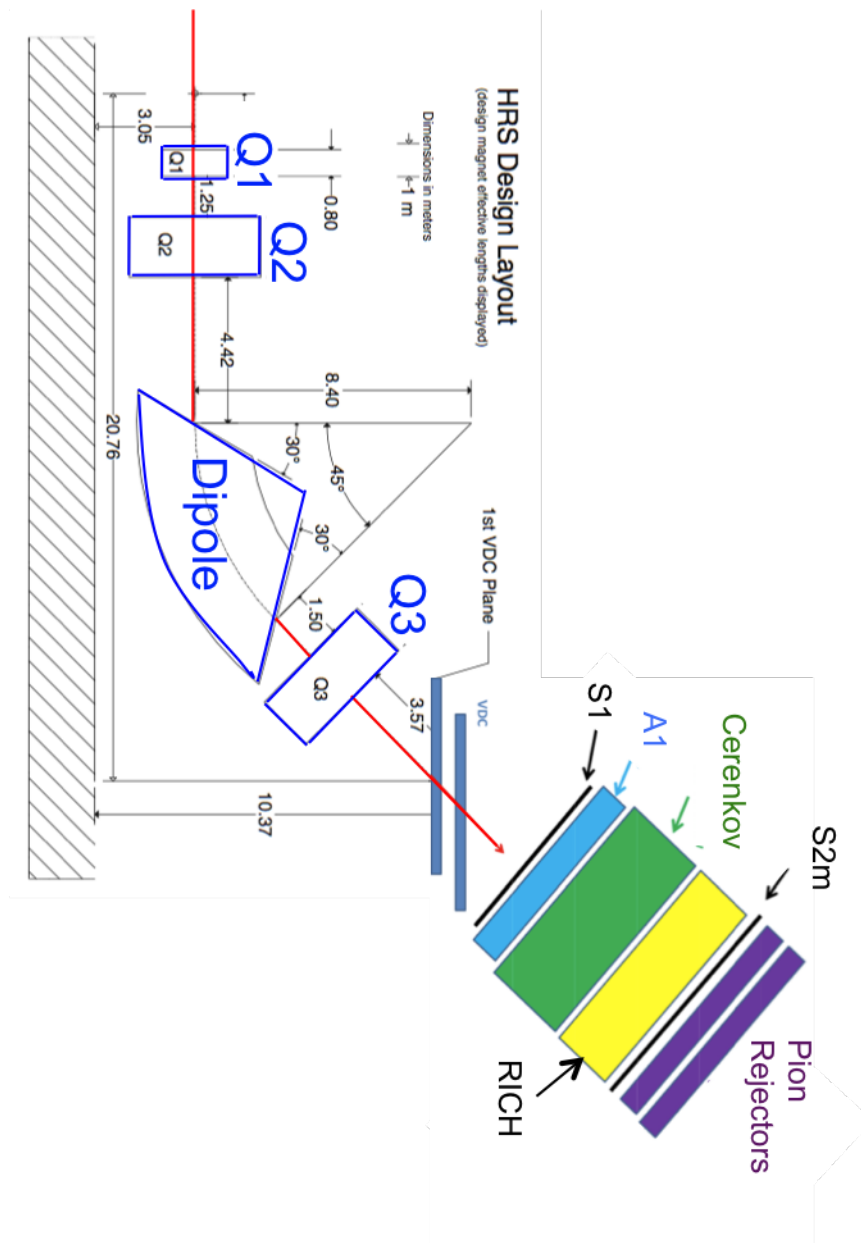 HRS Design Layout
(design magnet effective lengths displayed)
Dimensions in meters
1 m
3.05
Q1
Q1
1.25
0.80
Q2
Q2
4.42
8.40
20.76
30°
45°
30°
Dipole
1.50
Q3
Q3
3.57
10.37
1st VDC Plane
VDC
S1
A1
Cerenkov
S2m
RICH
Pion
Rejectors